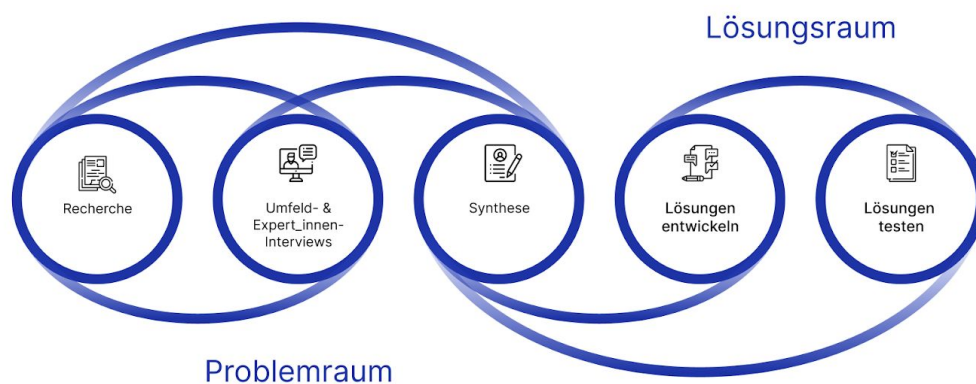 Lösungsraum
Recherche
Umfeld- &
Expert_innen-
Interviews
Synthese
Lösungen
entwickeln
Lösungen
testen
Problemraum